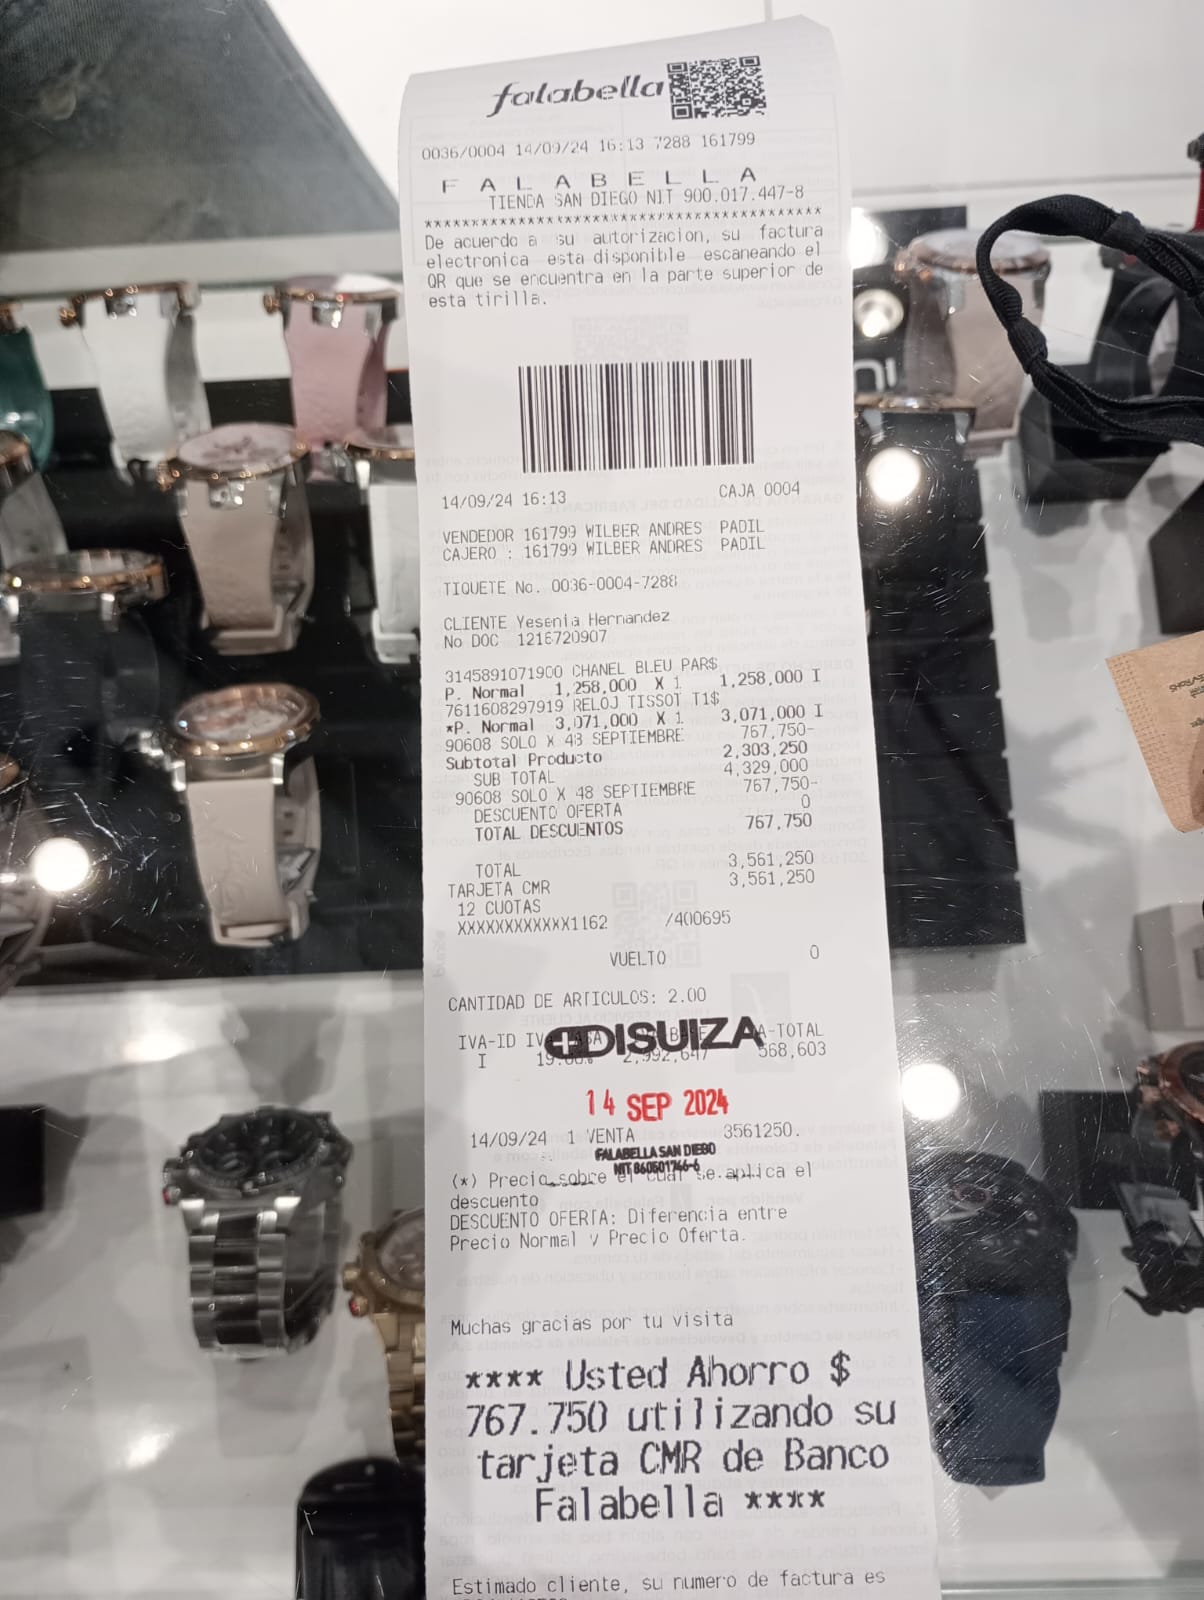 falabella
0036/0004 14/09/24 16:13 7288 161799
F A L A B E L L A
TIENDA SAN DIEGO NIT 900.017.447-8
******************************************
De acuerdo a su autorizacion, su factura
electronica esta disponible escaneando el
QR que se encuentra en la parte superior de
esta tirilla.
14/09/24 16:13 CAJA 0004
VENDEDOR 161799 WILBER ANDRES PADIL
CAJERO : 161799 WILBER ANDRES PADIL
TIQUETE No. 0036-0004-7288
CLIENTE Yesenia Hernandez
No DOC 1216720907
3145891071900 CHANEL BLEU PAR$
P. Normal 1,258,000 X 1 1,258,000 I
7611608297919 RELOJ TISSOT T1$
*P. Normal 3,071,000 X 1 3,071,000 I
90608 SOLO X 48 SEPTIEMBRE 767,750-
Subtotal Producto 2,303,250
SUB TOTAL 4,329,000
90608 SOLO X 48 SEPTIEMBRE 767,750-
DESCUENTO OFERTA 0
TOTAL DESCUENTOS 767,750
TOTAL 3,561,250
TARJETA CMR 3,561,250
12 CUOTAS
XXXXXXXXXXXX1162 /400695
VUELTO 0
CANTIDAD DE ARTICULOS: 2.00
IVA-ID -TOTAL
DISUIZA
I 2,992,647 568,603
14 SEP 2024
14/09/24 1 VENTA 3561250.
FALABELLA SAN DIEGO
NIT 860501746-6
(*) Precio sobre el cual se aplica el
descuento
DESCUENTO OFERTA: Diferencia entre
Precio Normal y Precio Oferta.
Muchas gracias por tu visita
**** Usted Ahorro $
767.750 utilizando su
tarjeta CMR de Banco
Falabella ****
Estimado cliente, su numero de factura es